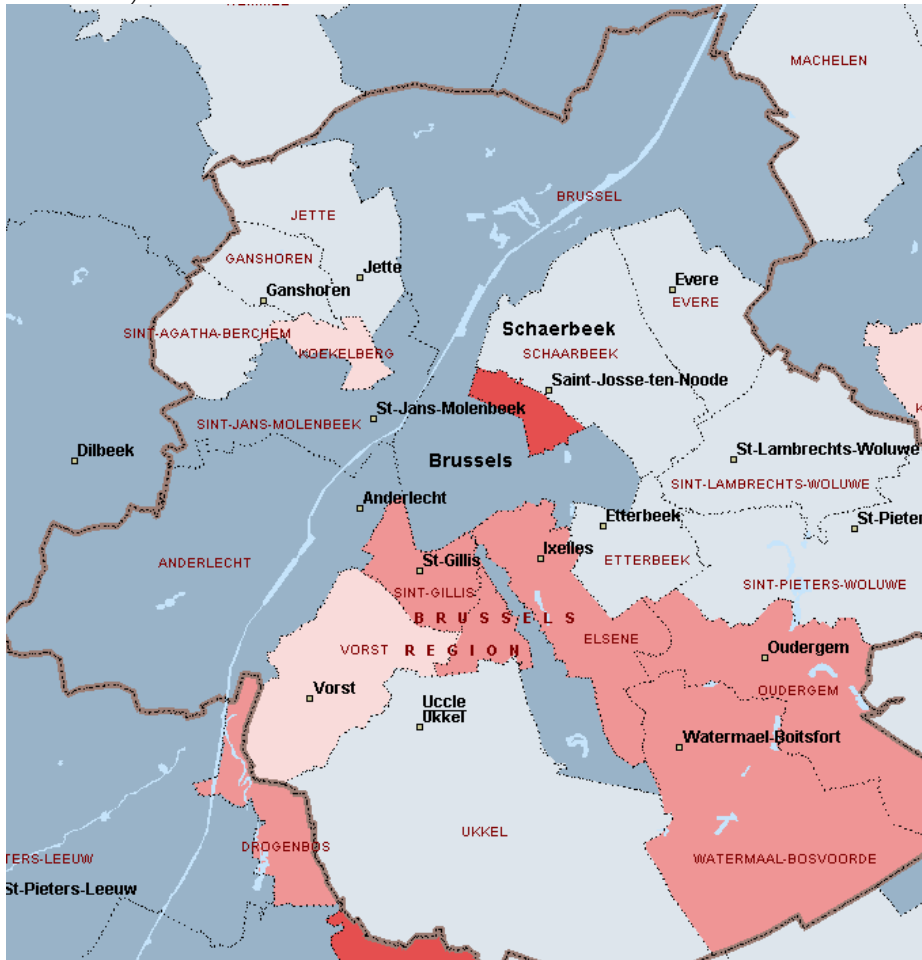 MACHELEN
BRUSSEL
JETTE
GANSHOREN
Jette
Evere
Ganshoren
EVERE
SINT-AGATHA-BERCHEM
Schaerbeek
KOEKELBERG
SCHAARBEEK
Saint-Josse-ten-Noode
St-Jans-Molenbeek
SINT-JANS-MOLENBEEK
Dilbeek
Brussels
St-Lambrechts-Woluwe
SINT-LAMBRECHTS-WOLUWE
Anderlecht
Etterbeek
St-Pieter
ANDERLECHT
St-Gillis
Ixelles
ETTERBEEK
SINT-GILLIS
SINT-PIETERS-WOLUWE
BRUSSELS
ELSENE
VORST
REGION
Oudergem
Vorst
OUDERGEM
Uccle
Ukkel
Watermael-Boitsfort
UKKEL
DROGENBOS
TERS-LEEUW
WATERMAAL-BOSVOORDE
St-Pieters-Leeuw